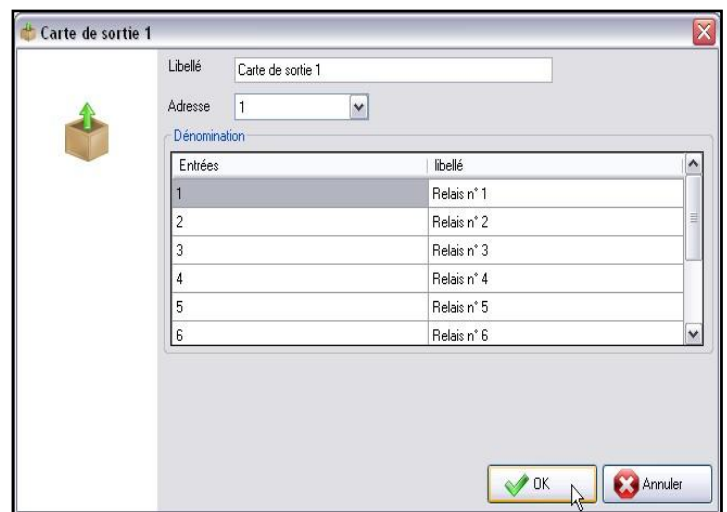 Carte de sortie 1
Libellé Carte de sortie 1
Adresse 1
Dénomination
Entrées libellé
1 Relais n° 1
2 Relais n° 2
3 Relais n° 3
4 Relais n° 4
5 Relais n° 5
6 Relais n° 6
OK Annuler